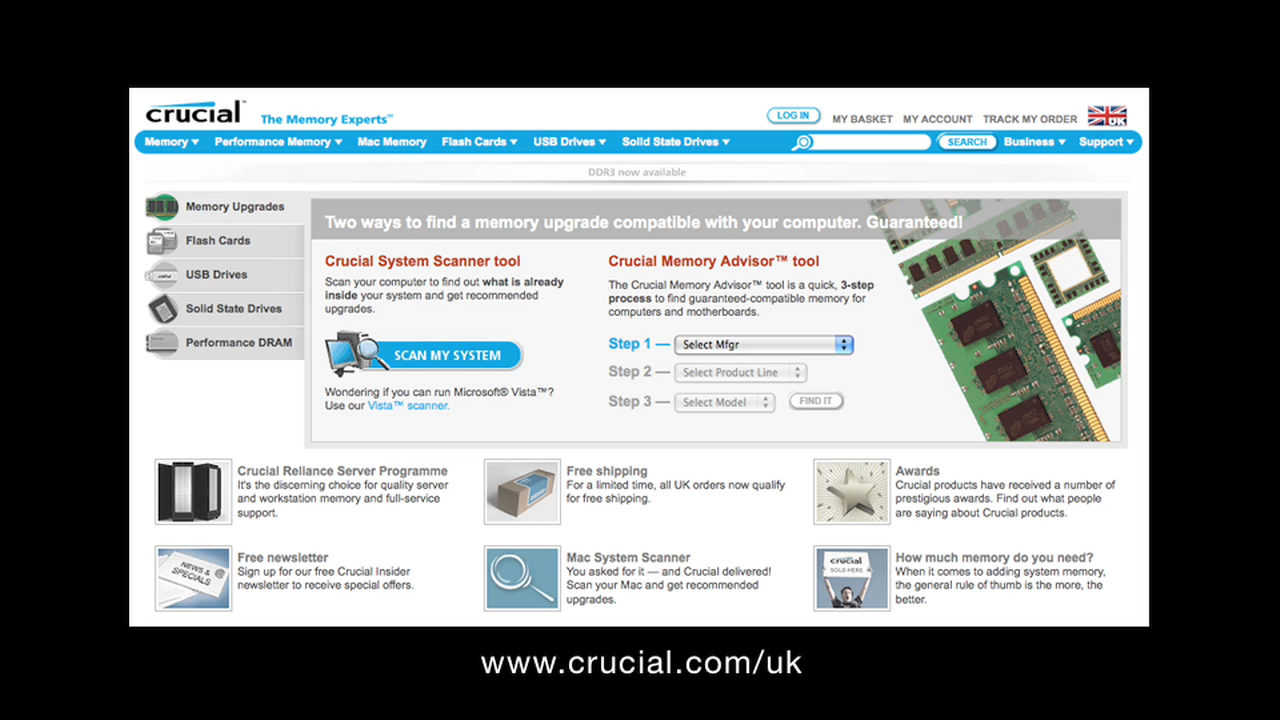 crucial™ The Memory Experts™
LOG IN MY BASKET MY ACCOUNT TRACK MY ORDER UK
Memory Performance Memory Mac Memory Flash Cards USB Drives Solid State Drives SEARCH Business Support
DDR3 now available
Memory Upgrades
Flash Cards
USB Drives
Solid State Drives
Performance DRAM
Two ways to find a memory upgrade compatible with your computer. Guaranteed!
Crucial System Scanner tool
Scan your computer to find out what is already
inside your system and get recommended
upgrades.
SCAN MY SYSTEM
Wondering if you can run Microsoft® Vista™?
Use our Vista™ scanner.
Crucial Memory Advisor™ tool
The Crucial Memory Advisor™ tool is a quick, 3-step
process to find guaranteed-compatible memory for
computers and motherboards.
Step 1 — Select Mfgr
Step 2 — Select Product Line
Step 3 — Select Model FIND IT
Crucial Reliance Server Programme
It's the discerning choice for quality server
and workstation memory and full-service
support.
Free shipping
For a limited time, all UK orders now qualify
for free shipping.
Awards
Crucial products have received a number of
prestigious awards. Find out what people
are saying about Crucial products.
NEWS &
SPECIALS
Free newsletter
Sign up for our free Crucial Insider
newsletter to receive special offers.
Mac System Scanner
You asked for it — and Crucial delivered!
Scan your Mac and get recommended
upgrades.
crucial
SOLD HERE
How much memory do you need?
When it comes to adding system memory,
the general rule of thumb is the more, the
better.
www.crucial.com/uk